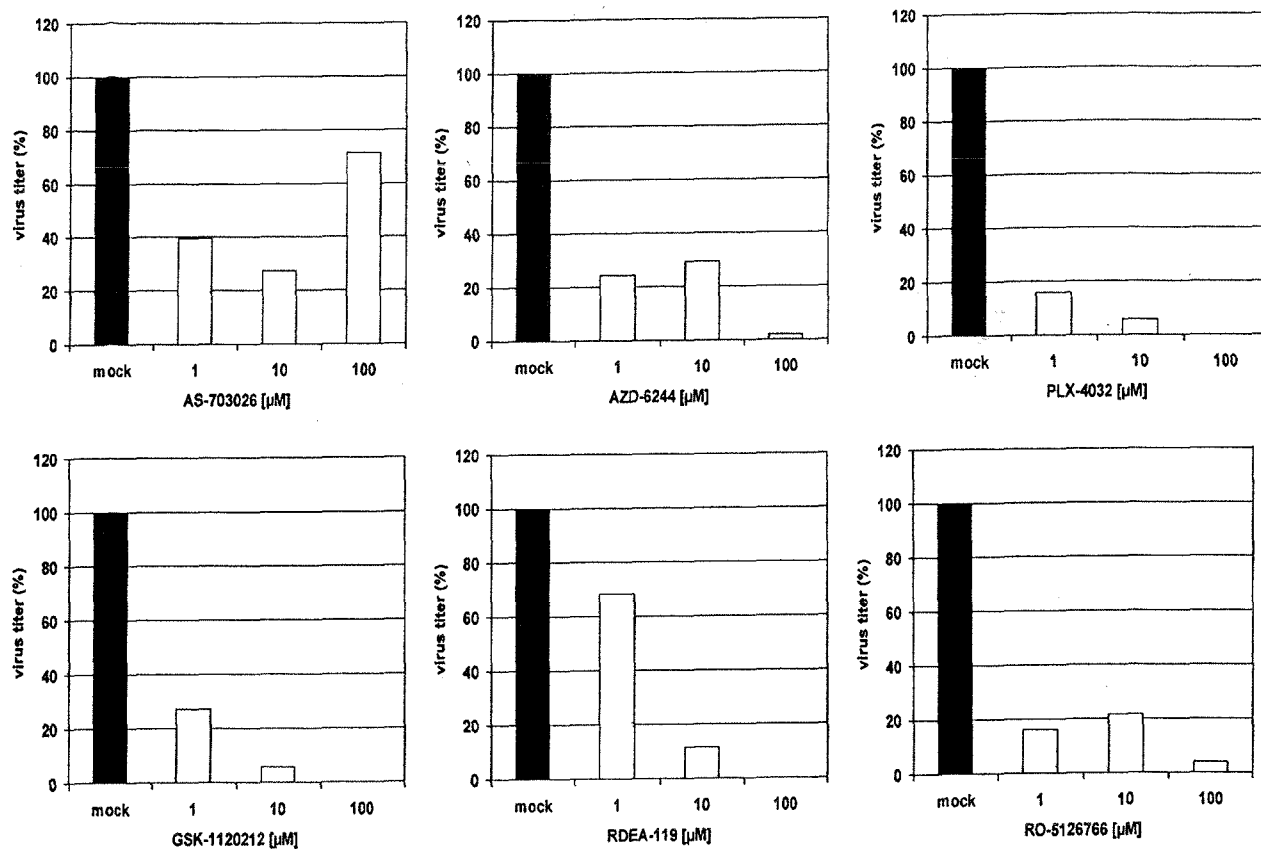 120
100
80
60
40
20
0
virus titer (%)
mock 1 10 100
AS-703026 [µM]
120
100
80
60
40
20
0
virus titer (%)
mock 1 10 100
AZD-6244 [µM]
120
100
80
60
40
20
0
virus titer (%)
mock 1 10 100
PLX-4032 [µM]
120
100
80
60
40
20
0
virus titer (%)
mock 1 10 100
GSK-1120212 [µM]
120
100
80
60
40
20
0
virus titer (%)
mock 1 10 100
RDEA-119 [µM]
120
100
80
60
40
20
0
virus titer (%)
mock 1 10 100
RO-5126766 [µM]